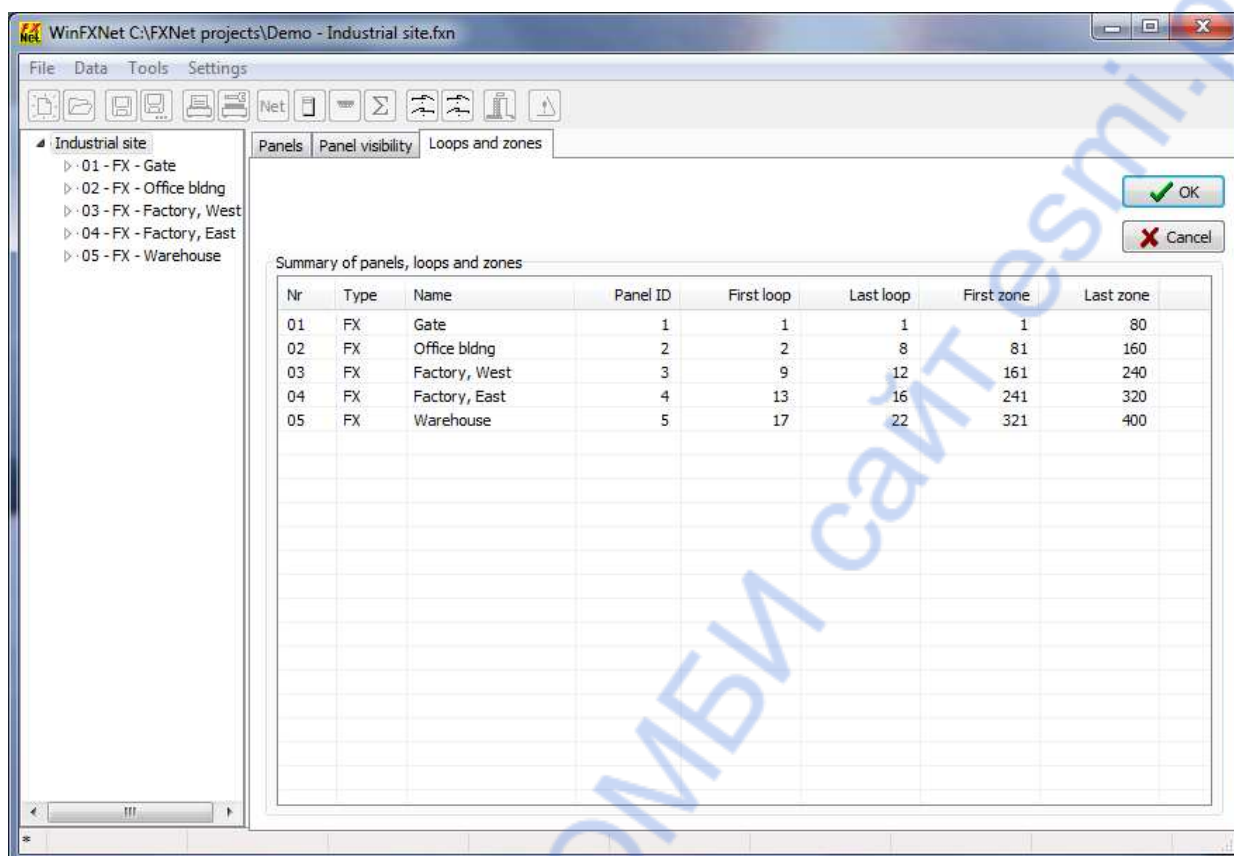 WinFXNet C:\FXNet projects\Demo - Industrial site.fxn
File Data Tools Settings
Net Σ
Industrial site
01 - FX - Gate
02 - FX - Office bldng
03 - FX - Factory, West
04 - FX - Factory, East
05 - FX - Warehouse
Panels Panel visibility Loops and zones
OK
Cancel
Summary of panels, loops and zones
Nr Type Name Panel ID First loop Last loop First zone Last zone
01 FX Gate 1 1 1 1 80
02 FX Office bldng 2 2 8 81 160
03 FX Factory, West 3 9 12 161 240
04 FX Factory, East 4 13 16 241 320
05 FX Warehouse 5 17 22 321 400
*
ОМБИ сайт esmi.p